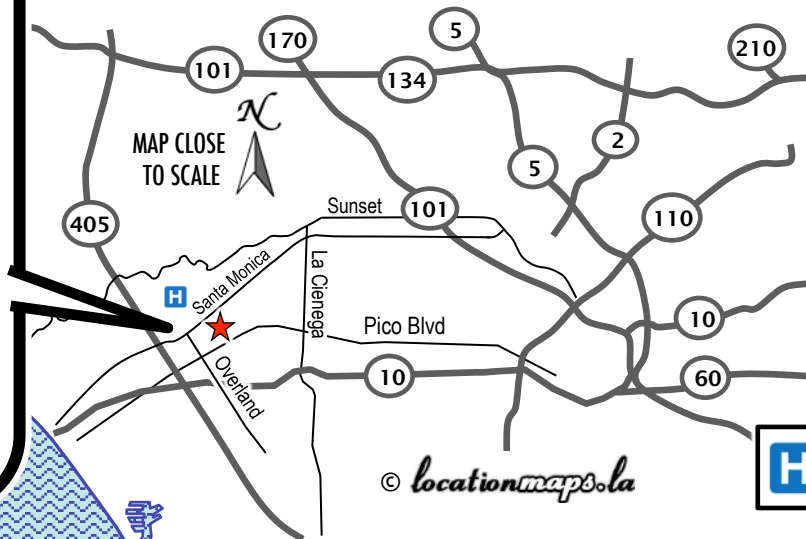 5
170
210
101
134
N
MAP CLOSE
TO SCALE
2
5
405
Sunset
101
110
Santa Monica
La Cienega
H
10
Pico Blvd
Overland
10
60
© locationmaps.la
H